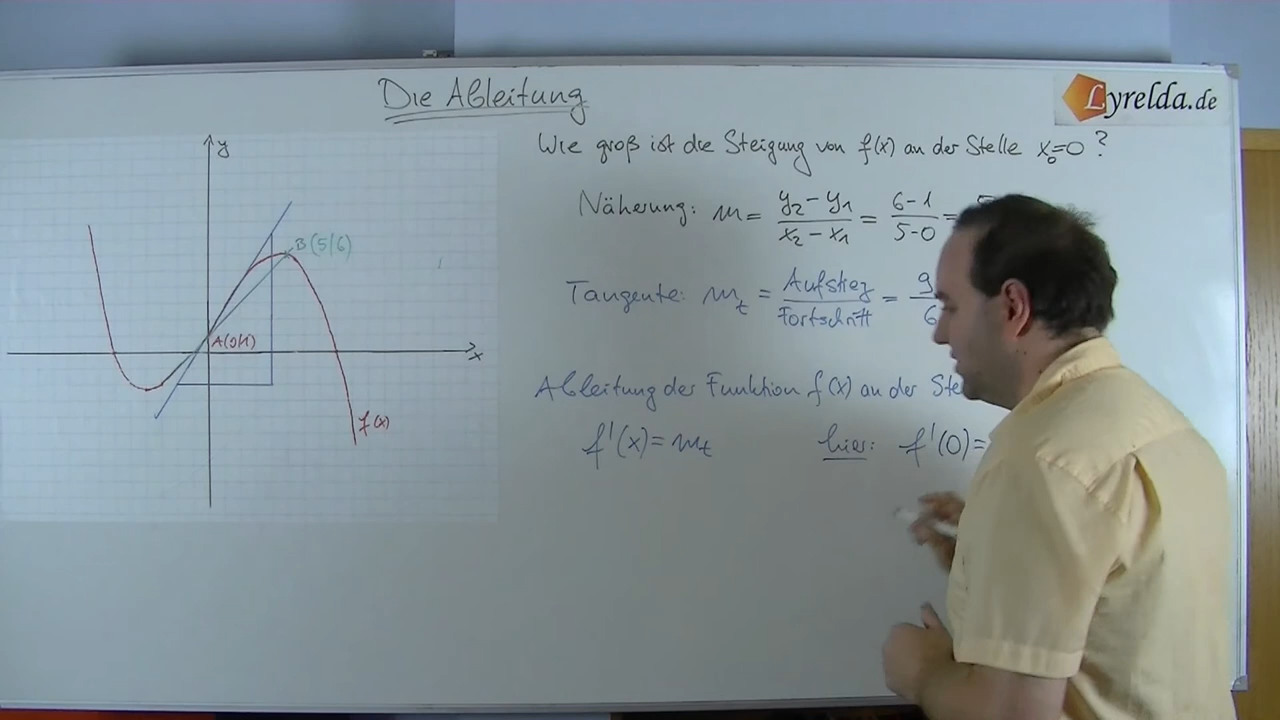 Die Ableitung
Lyrelda.de
Wie groß ist die Steigung von f(x) an der Stelle x₀=0 ?
Näherung: m = (y₂-y₁)/(x₂-x₁) = (6-1)/(5-0) =
Tangente: mₜ = Aufstieg/Fortschritt = 9/6
Ableitung der Funktion f(x) an der
f'(x) = mₜ hier: f'(0) =
y
B(5|6)
A(0|1)
x
f(x)